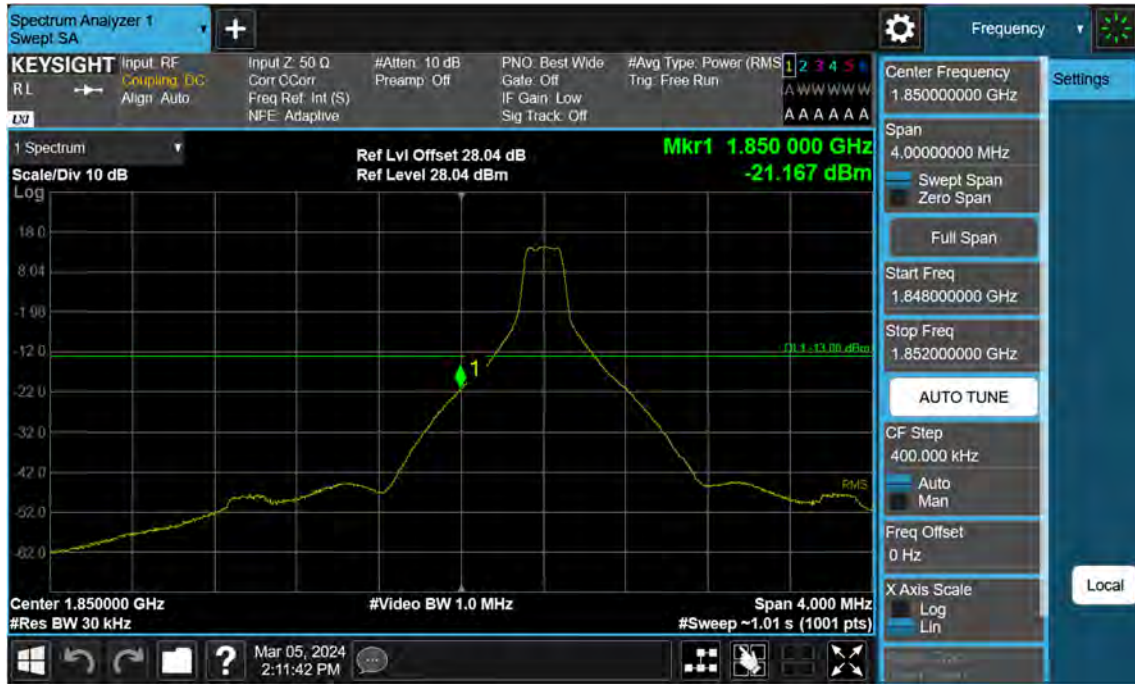 Spectrum Analyzer 1
Swept SA
Frequency
KEYSIGHT
RL
LXI
Input: RF
Coupling: DC
Align: Auto
Input Z: 50 Ω
Corr CCorr
Freq Ref: Int (S)
NFE: Adaptive
#Atten: 10 dB
Preamp: Off
PNO: Best Wide
Gate: Off
IF Gain: Low
Sig Track: Off
#Avg Type: Power (RMS
Trig: Free Run
1 2 3 4 5 6
A W W W W W
A A A A A A
1 Spectrum
Scale/Div 10 dB
Log
Ref Lvl Offset 28.04 dB
Ref Level 28.04 dBm
Mkr1 1.850 000 GHz
-21.167 dBm
18.0
8.04
-1.96
-12.0
-22.0
-32.0
-42.0
-52.0
-62.0
DL1 -13.00 dBm
1
RMS
Center 1.850000 GHz
#Res BW 30 kHz
#Video BW 1.0 MHz
Span 4.000 MHz
#Sweep ~1.01 s (1001 pts)
Center Frequency
1.850000000 GHz
Settings
Span
4.00000000 MHz
Swept Span
Zero Span
Full Span
Start Freq
1.848000000 GHz
Stop Freq
1.852000000 GHz
AUTO TUNE
CF Step
400.000 kHz
Auto
Man
Freq Offset
0 Hz
X Axis Scale
Log
Lin
Local
?
Mar 05, 2024
2:11:42 PM